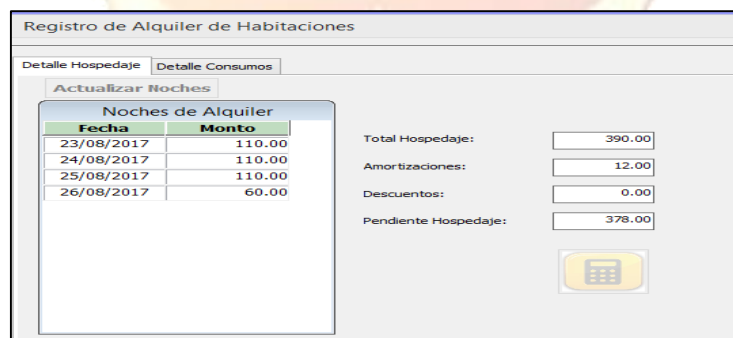 Registro de Alquiler de Habitaciones
Detalle Hospedaje Detalle Consumos
Actualizar Noches
Noches de Alquiler
Fecha Monto
23/08/2017 110.00
24/08/2017 110.00
25/08/2017 110.00
26/08/2017 60.00
Total Hospedaje: 390.00
Amortizaciones: 12.00
Descuentos: 0.00
Pendiente Hospedaje: 378.00